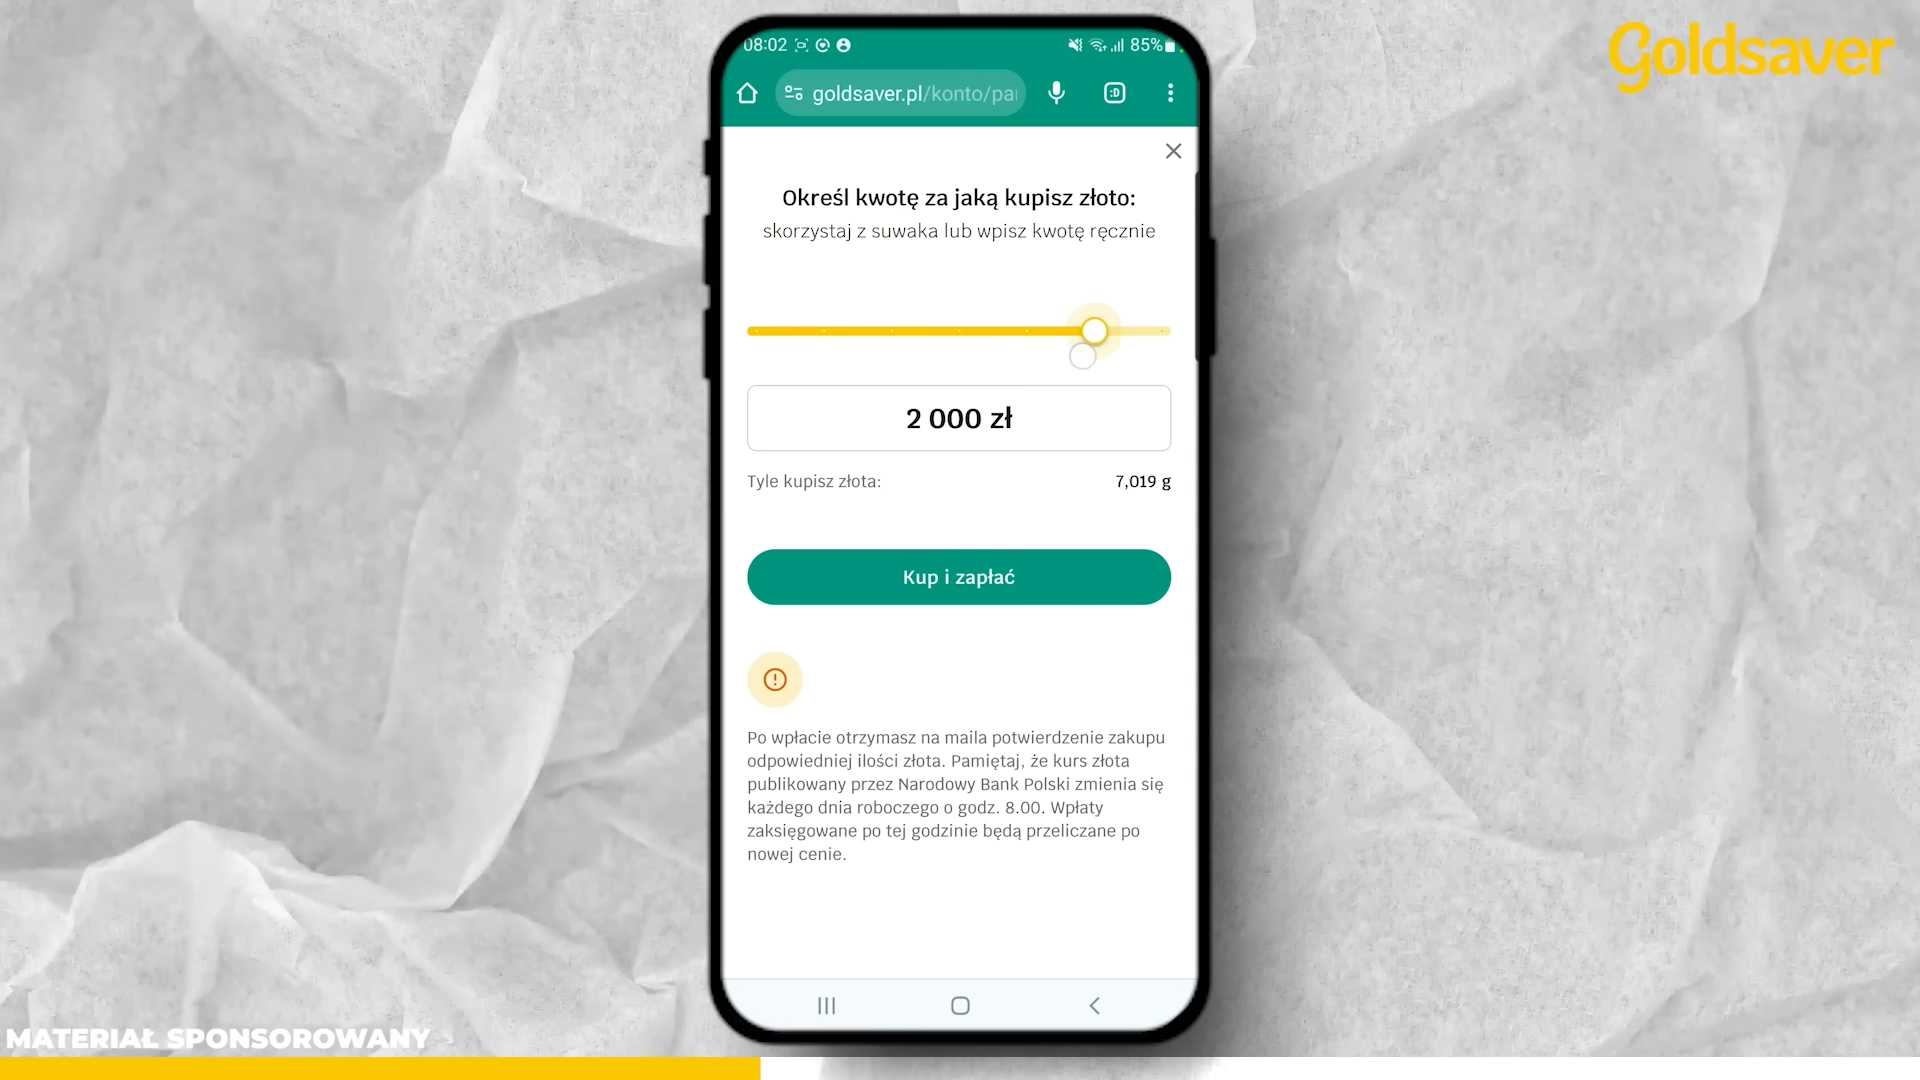 Goldsaver
08:02
85%
goldsaver.pl/konto/pa
:D
Określ kwotę za jaką kupisz złoto:
skorzystaj z suwaka lub wpisz kwotę ręcznie
2 000 zł
Tyle kupisz złota: 7,019 g
Kup i zapłać
Po wpłacie otrzymasz na maila potwierdzenie zakupu
odpowiedniej ilości złota. Pamiętaj, że kurs złota
publikowany przez Narodowy Bank Polski zmienia się
każdego dnia roboczego o godz. 8.00. Wpłaty
zaksięgowane po tej godzinie będą przeliczane po
nowej cenie.
MATERIAŁ SPONSOROWANY